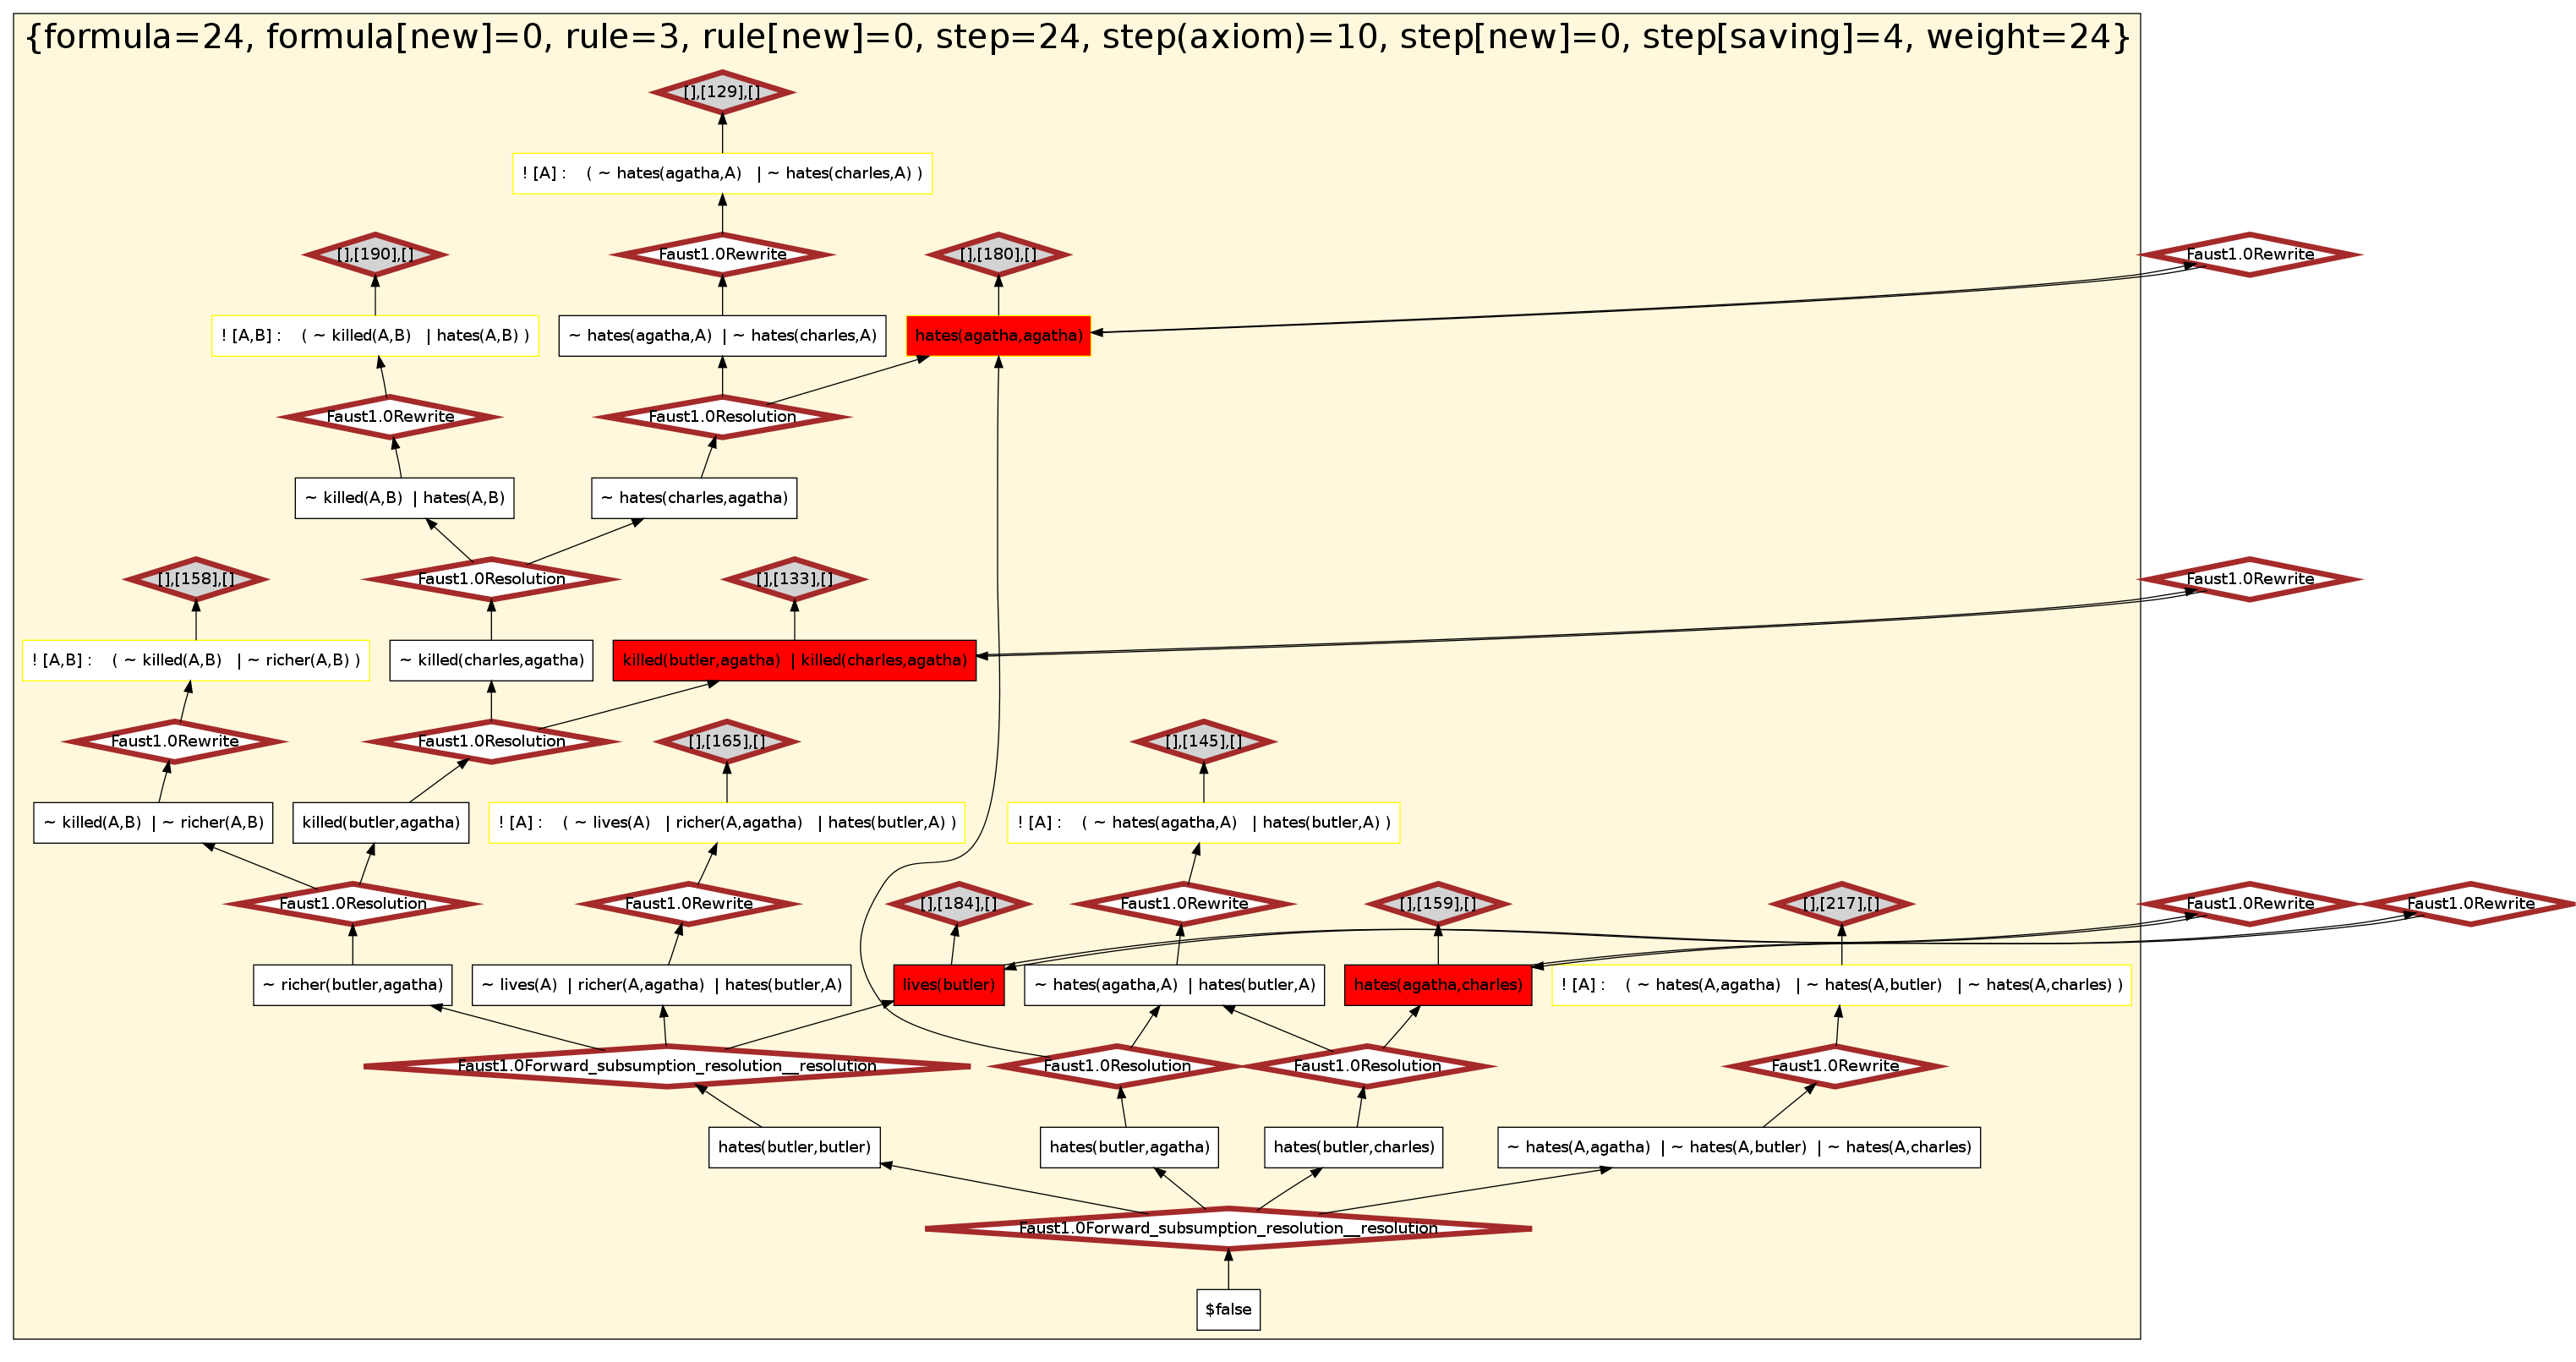 {formula=24, formula[new]=0, rule=3, rule[new]=0, step=24, step(axiom)=10, step[new]=0, step[saving]=4, weight=24}
[],[129],[]
! [A] : ( ~ hates(agatha,A) | ~ hates(charles,A) )
[],[190],[]
Faust1.0Rewrite
[],[180],[]
Faust1.0Rewrite
! [A,B] : ( ~ killed(A,B) | hates(A,B) )
~ hates(agatha,A) | ~ hates(charles,A)
hates(agatha,agatha)
Faust1.0Rewrite
Faust1.0Resolution
~ killed(A,B) | hates(A,B)
~ hates(charles,agatha)
[],[158],[]
Faust1.0Resolution
[],[133],[]
Faust1.0Rewrite
! [A,B] : ( ~ killed(A,B) | ~ richer(A,B) )
~ killed(charles,agatha)
killed(butler,agatha) | killed(charles,agatha)
Faust1.0Rewrite
Faust1.0Resolution
[],[165],[]
[],[145],[]
~ killed(A,B) | ~ richer(A,B)
killed(butler,agatha)
! [A] : ( ~ lives(A) | richer(A,agatha) | hates(butler,A) )
! [A] : ( ~ hates(agatha,A) | hates(butler,A) )
Faust1.0Resolution
Faust1.0Rewrite
[],[184],[]
Faust1.0Rewrite
[],[159],[]
[],[217],[]
Faust1.0Rewrite
Faust1.0Rewrite
~ richer(butler,agatha)
~ lives(A) | richer(A,agatha) | hates(butler,A)
lives(butler)
~ hates(agatha,A) | hates(butler,A)
hates(agatha,charles)
! [A] : ( ~ hates(A,agatha) | ~ hates(A,butler) | ~ hates(A,charles) )
Faust1.0Forward_subsumption_resolution__resolution
Faust1.0Resolution
Faust1.0Resolution
Faust1.0Rewrite
hates(butler,butler)
hates(butler,agatha)
hates(butler,charles)
~ hates(A,agatha) | ~ hates(A,butler) | ~ hates(A,charles)
Faust1.0Forward_subsumption_resolution__resolution
$false